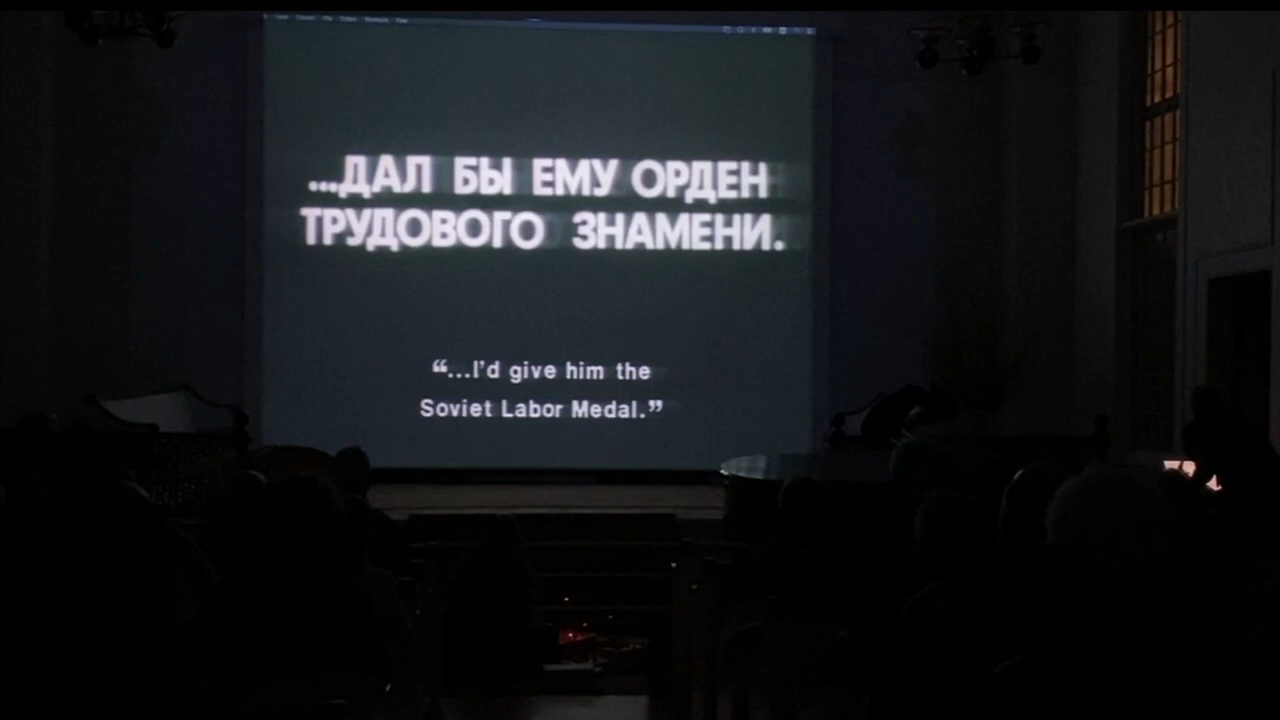 ...ДАЛ БЫ ЕМУ ОРДЕН
ТРУДОВОГО ЗНАМЕНИ.
“...I’d give him the
Soviet Labor Medal.”